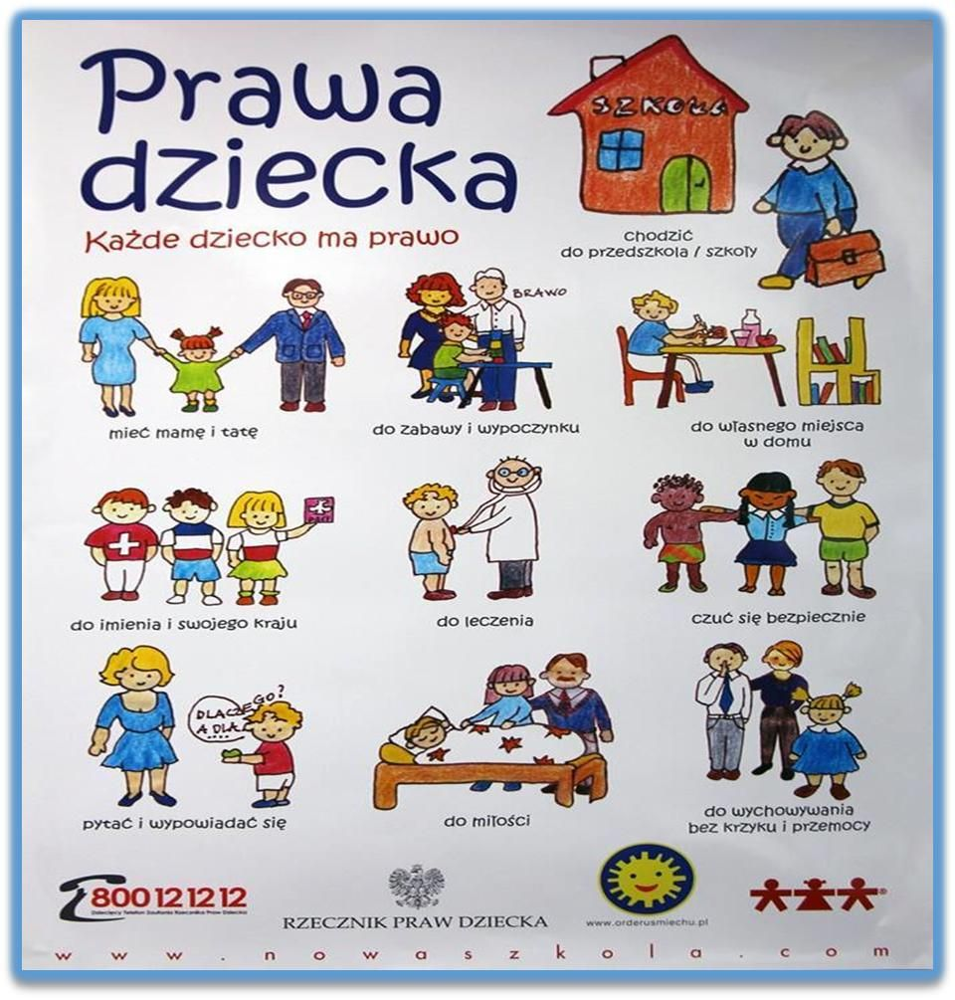 Prawa
dziecka
Każde dziecko ma prawo
SZKOŁA
chodzić
do przedszkola / szkoły
BRAWO
mieć mamę i tatę
do zabawy i wypoczynku
do własnego miejsca
w domu
do imienia i swojego kraju
do leczenia
czuć się bezpiecznie
DLACZEGO?
A DLA...
pytać i wypowiadać się
do miłości
do wychowywania
bez krzyku i przemocy
800 12 12 12
Dziecięcy Telefon Zaufania Rzecznika Praw Dziecka
RZECZNIK PRAW DZIECKA
www.orderusmiechu.pl
®
www.nowaszkola.com